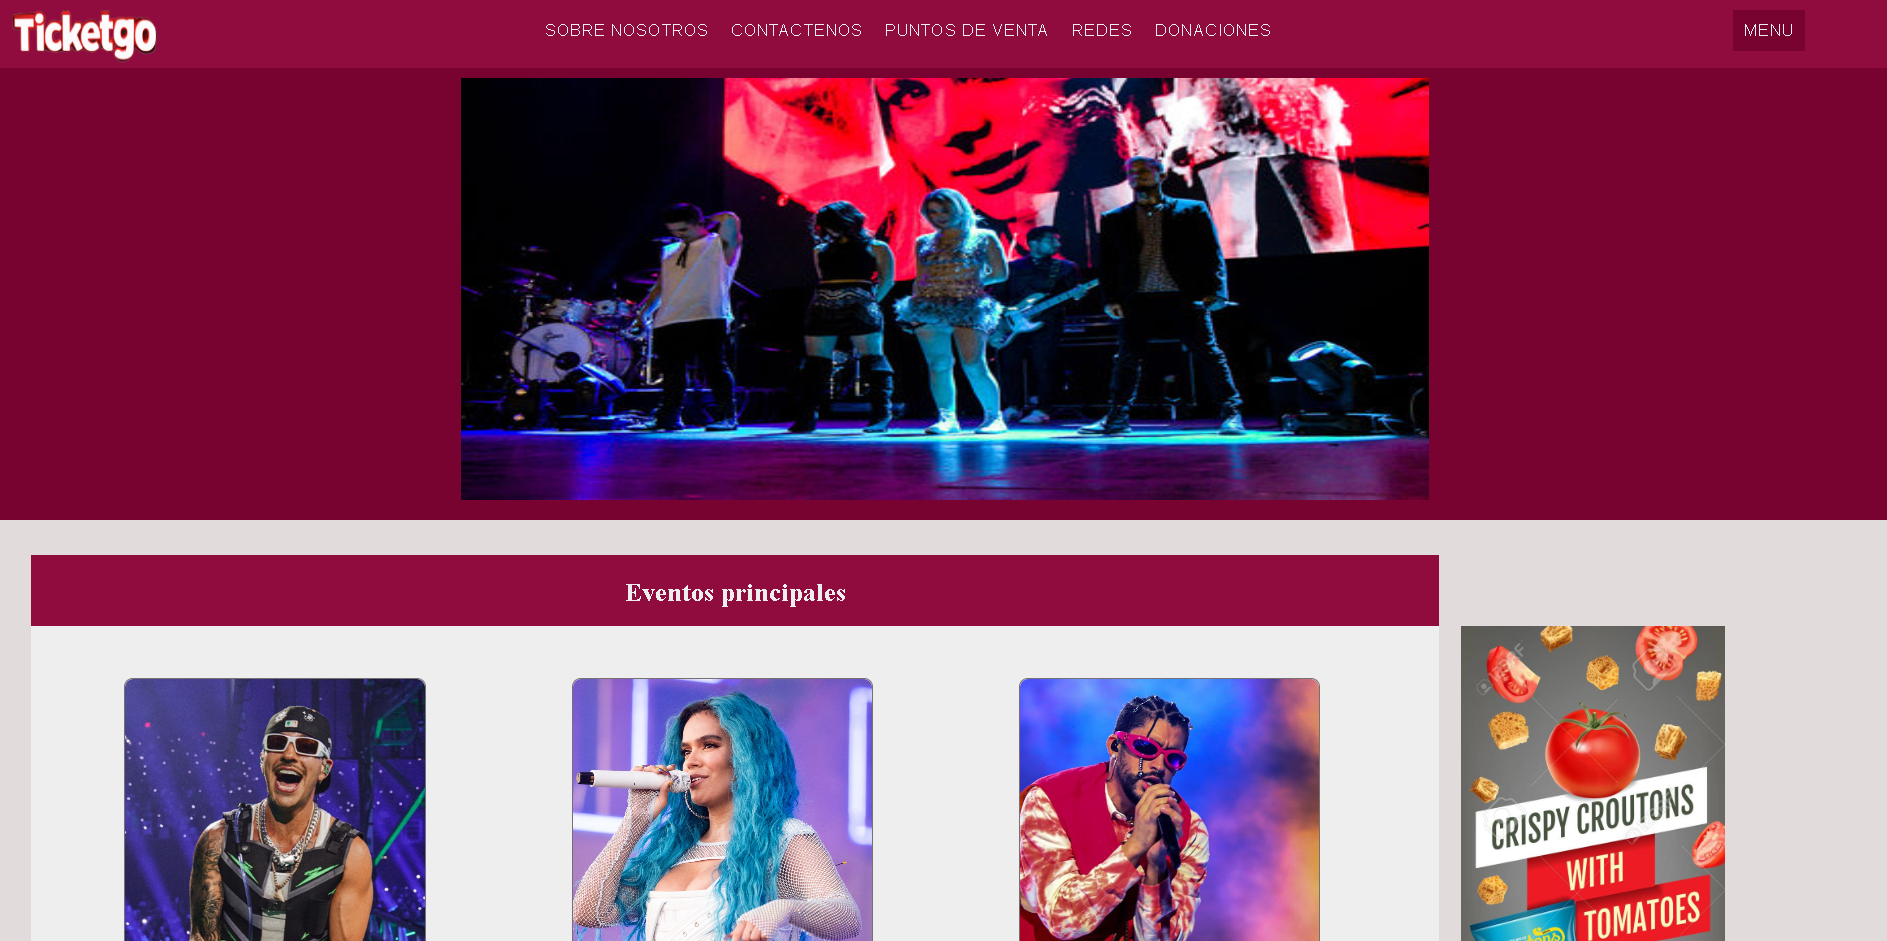 Ticketgo
SOBRE NOSOTROS CONTACTENOS PUNTOS DE VENTA REDES DONACIONES MENU
Eventos principales
CRISPY CROUTONS
WITH
TOMATOES